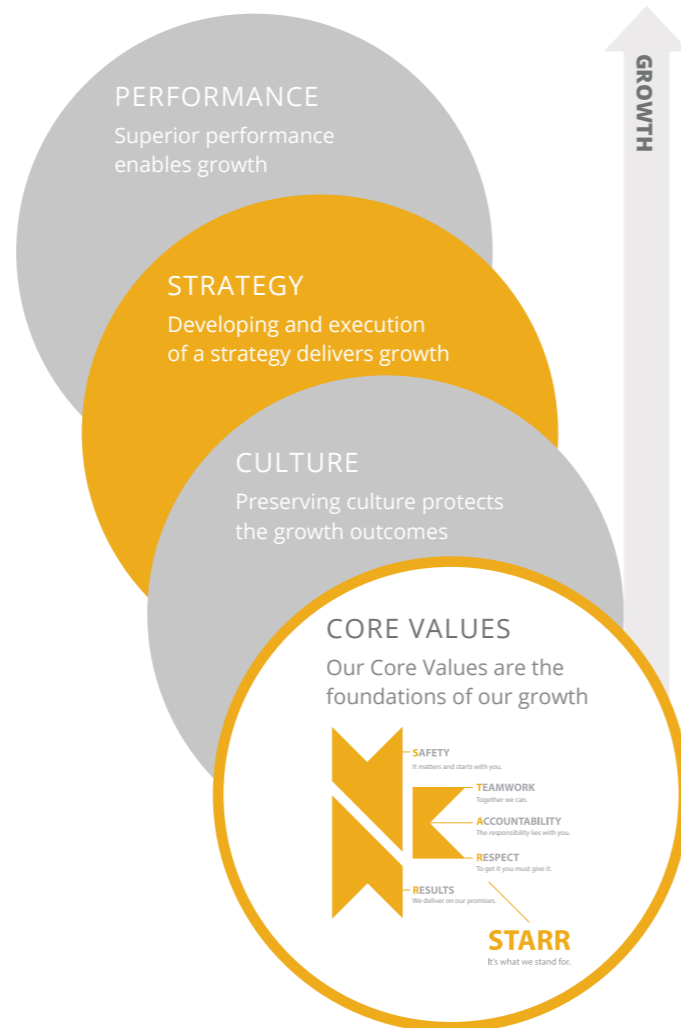 PERFORMANCE
Superior performance
enables growth
GROWTH
STRATEGY
Developing and execution
of a strategy delivers growth
CULTURE
Preserving culture protects
the growth outcomes
CORE VALUES
Our Core Values are the
foundations of our growth
SAFETY
It matters and starts with you.
TEAMWORK
Together we can.
ACCOUNTABILITY
The responsibility lies with you.
RESPECT
To get it you must give it.
RESULTS
We deliver on our promises.
STARR
It's what we stand for.